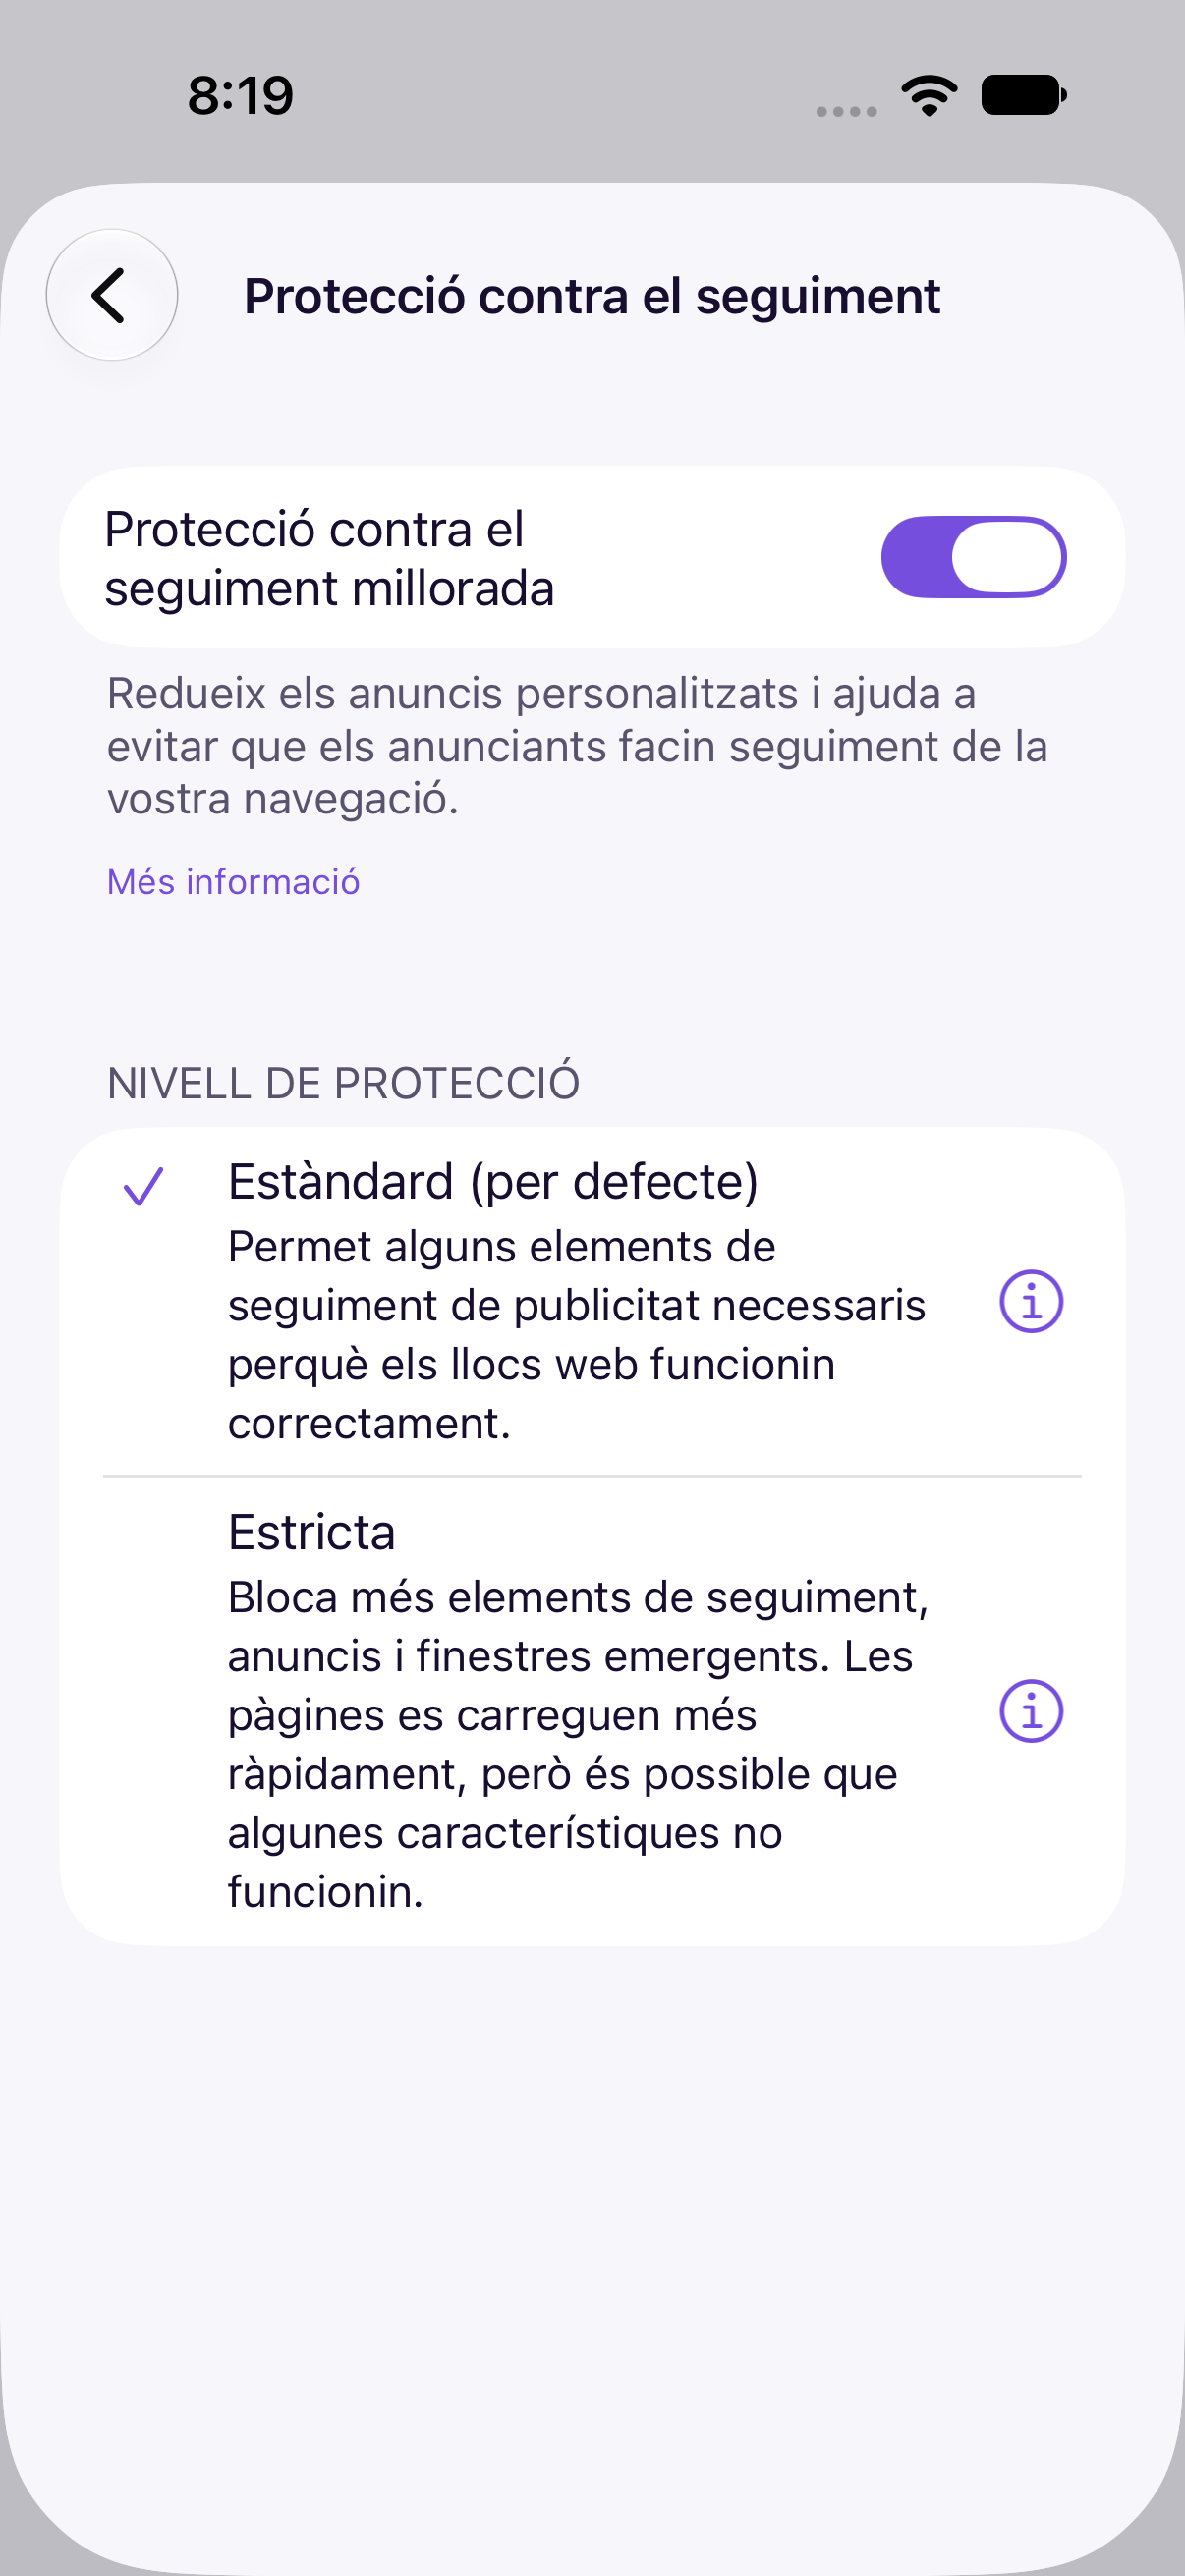 8:19
Protecció contra el seguiment
Protecció contra el
seguiment millorada
Redueix els anuncis personalitzats i ajuda a
evitar que els anunciants facin seguiment de la
vostra navegació.
Més informació
NIVELL DE PROTECCIÓ
Estàndard (per defecte)
Permet alguns elements de
seguiment de publicitat necessaris
perquè els llocs web funcionin
correctament.
Estricta
Bloca més elements de seguiment,
anuncis i finestres emergents. Les
pàgines es carreguen més
ràpidament, però és possible que
algunes característiques no
funcionin.